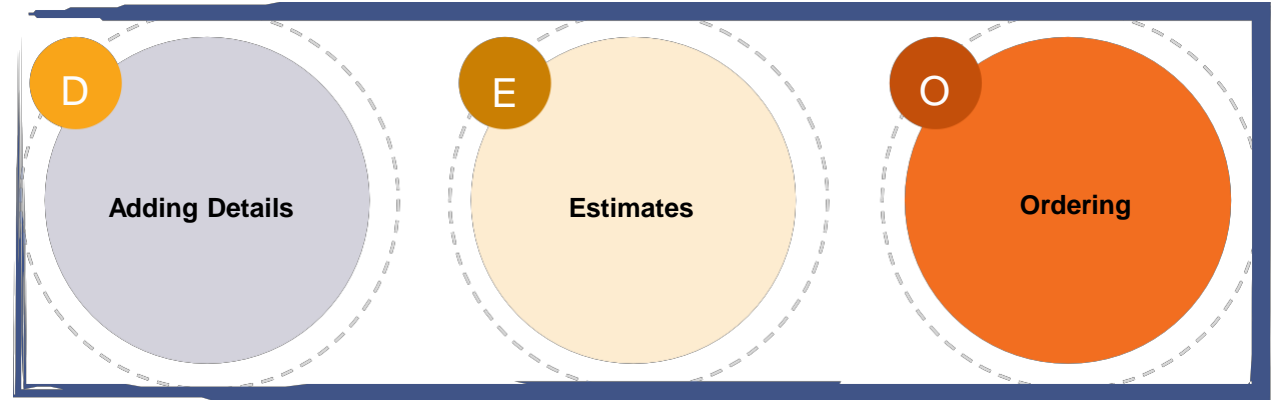 D
Adding Details
E
Estimates
O
Ordering